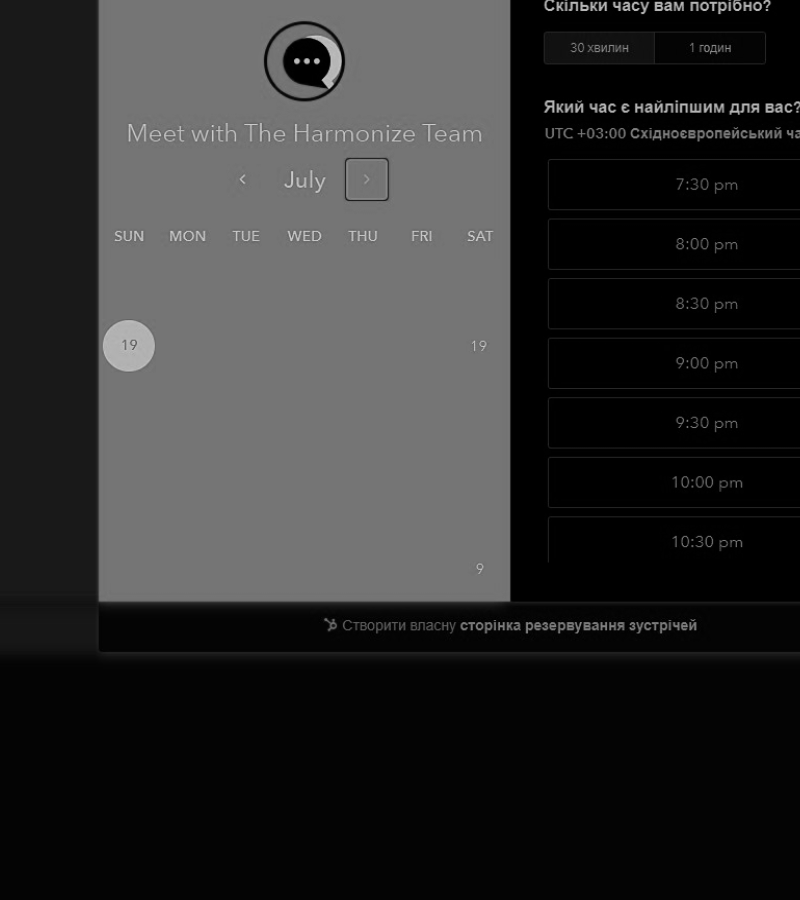 Meet with The Harmonize Team
July
SUN MON TUE WED THU FRI SAT
19 19
9
Скільки часу вам потрібно?
30 хвилин 1 годин
Який час є найліпшим для вас?
UTC +03:00 Східноєвропейський ча
7:30 pm
8:00 pm
8:30 pm
9:00 pm
9:30 pm
10:00 pm
10:30 pm
Створити власну сторінка резервування зустрічей